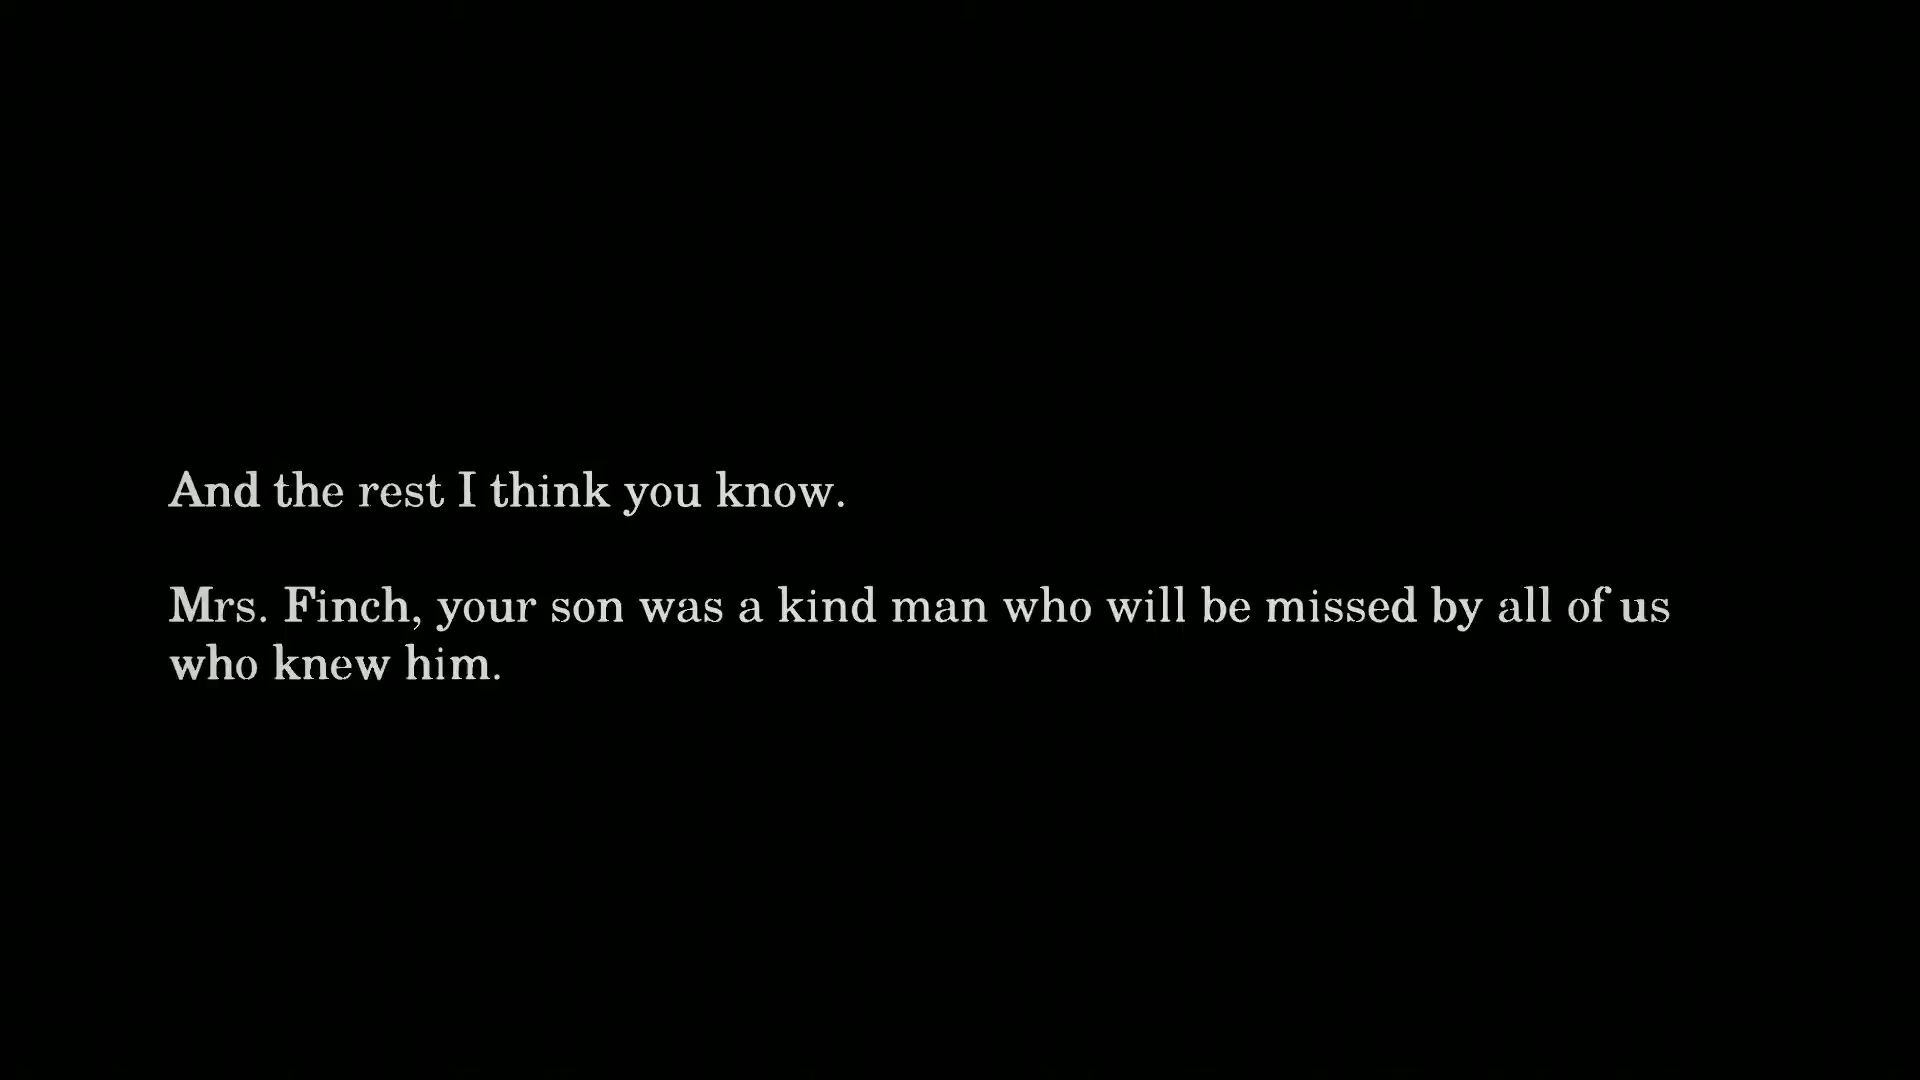 And the rest I think you know.
Mrs. Finch, your son was a kind man who will be missed by all of us
who knew him.